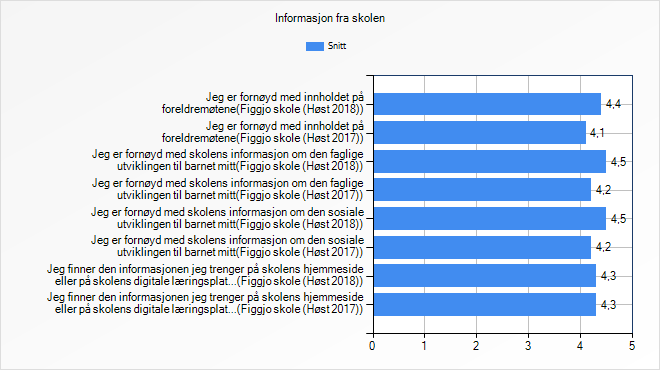 Informasjon fra skolen
Snitt
Jeg er fornøyd med innholdet på
foreldremøtene(Figgjo skole (Høst 2018))
4,4
Jeg er fornøyd med innholdet på
foreldremøtene(Figgjo skole (Høst 2017))
4,1
Jeg er fornøyd med skolens informasjon om den faglige
utviklingen til barnet mitt(Figgjo skole (Høst 2018))
4,5
Jeg er fornøyd med skolens informasjon om den faglige
utviklingen til barnet mitt(Figgjo skole (Høst 2017))
4,2
Jeg er fornøyd med skolens informasjon om den sosiale
utviklingen til barnet mitt(Figgjo skole (Høst 2018))
4,5
Jeg er fornøyd med skolens informasjon om den sosiale
utviklingen til barnet mitt(Figgjo skole (Høst 2017))
4,2
Jeg finner den informasjonen jeg trenger på skolens hjemmeside
eller på skolens digitale læringsplat...(Figgjo skole (Høst 2018))
4,3
Jeg finner den informasjonen jeg trenger på skolens hjemmeside
eller på skolens digitale læringsplat...(Figgjo skole (Høst 2017))
4,3
0 1 2 3 4 5